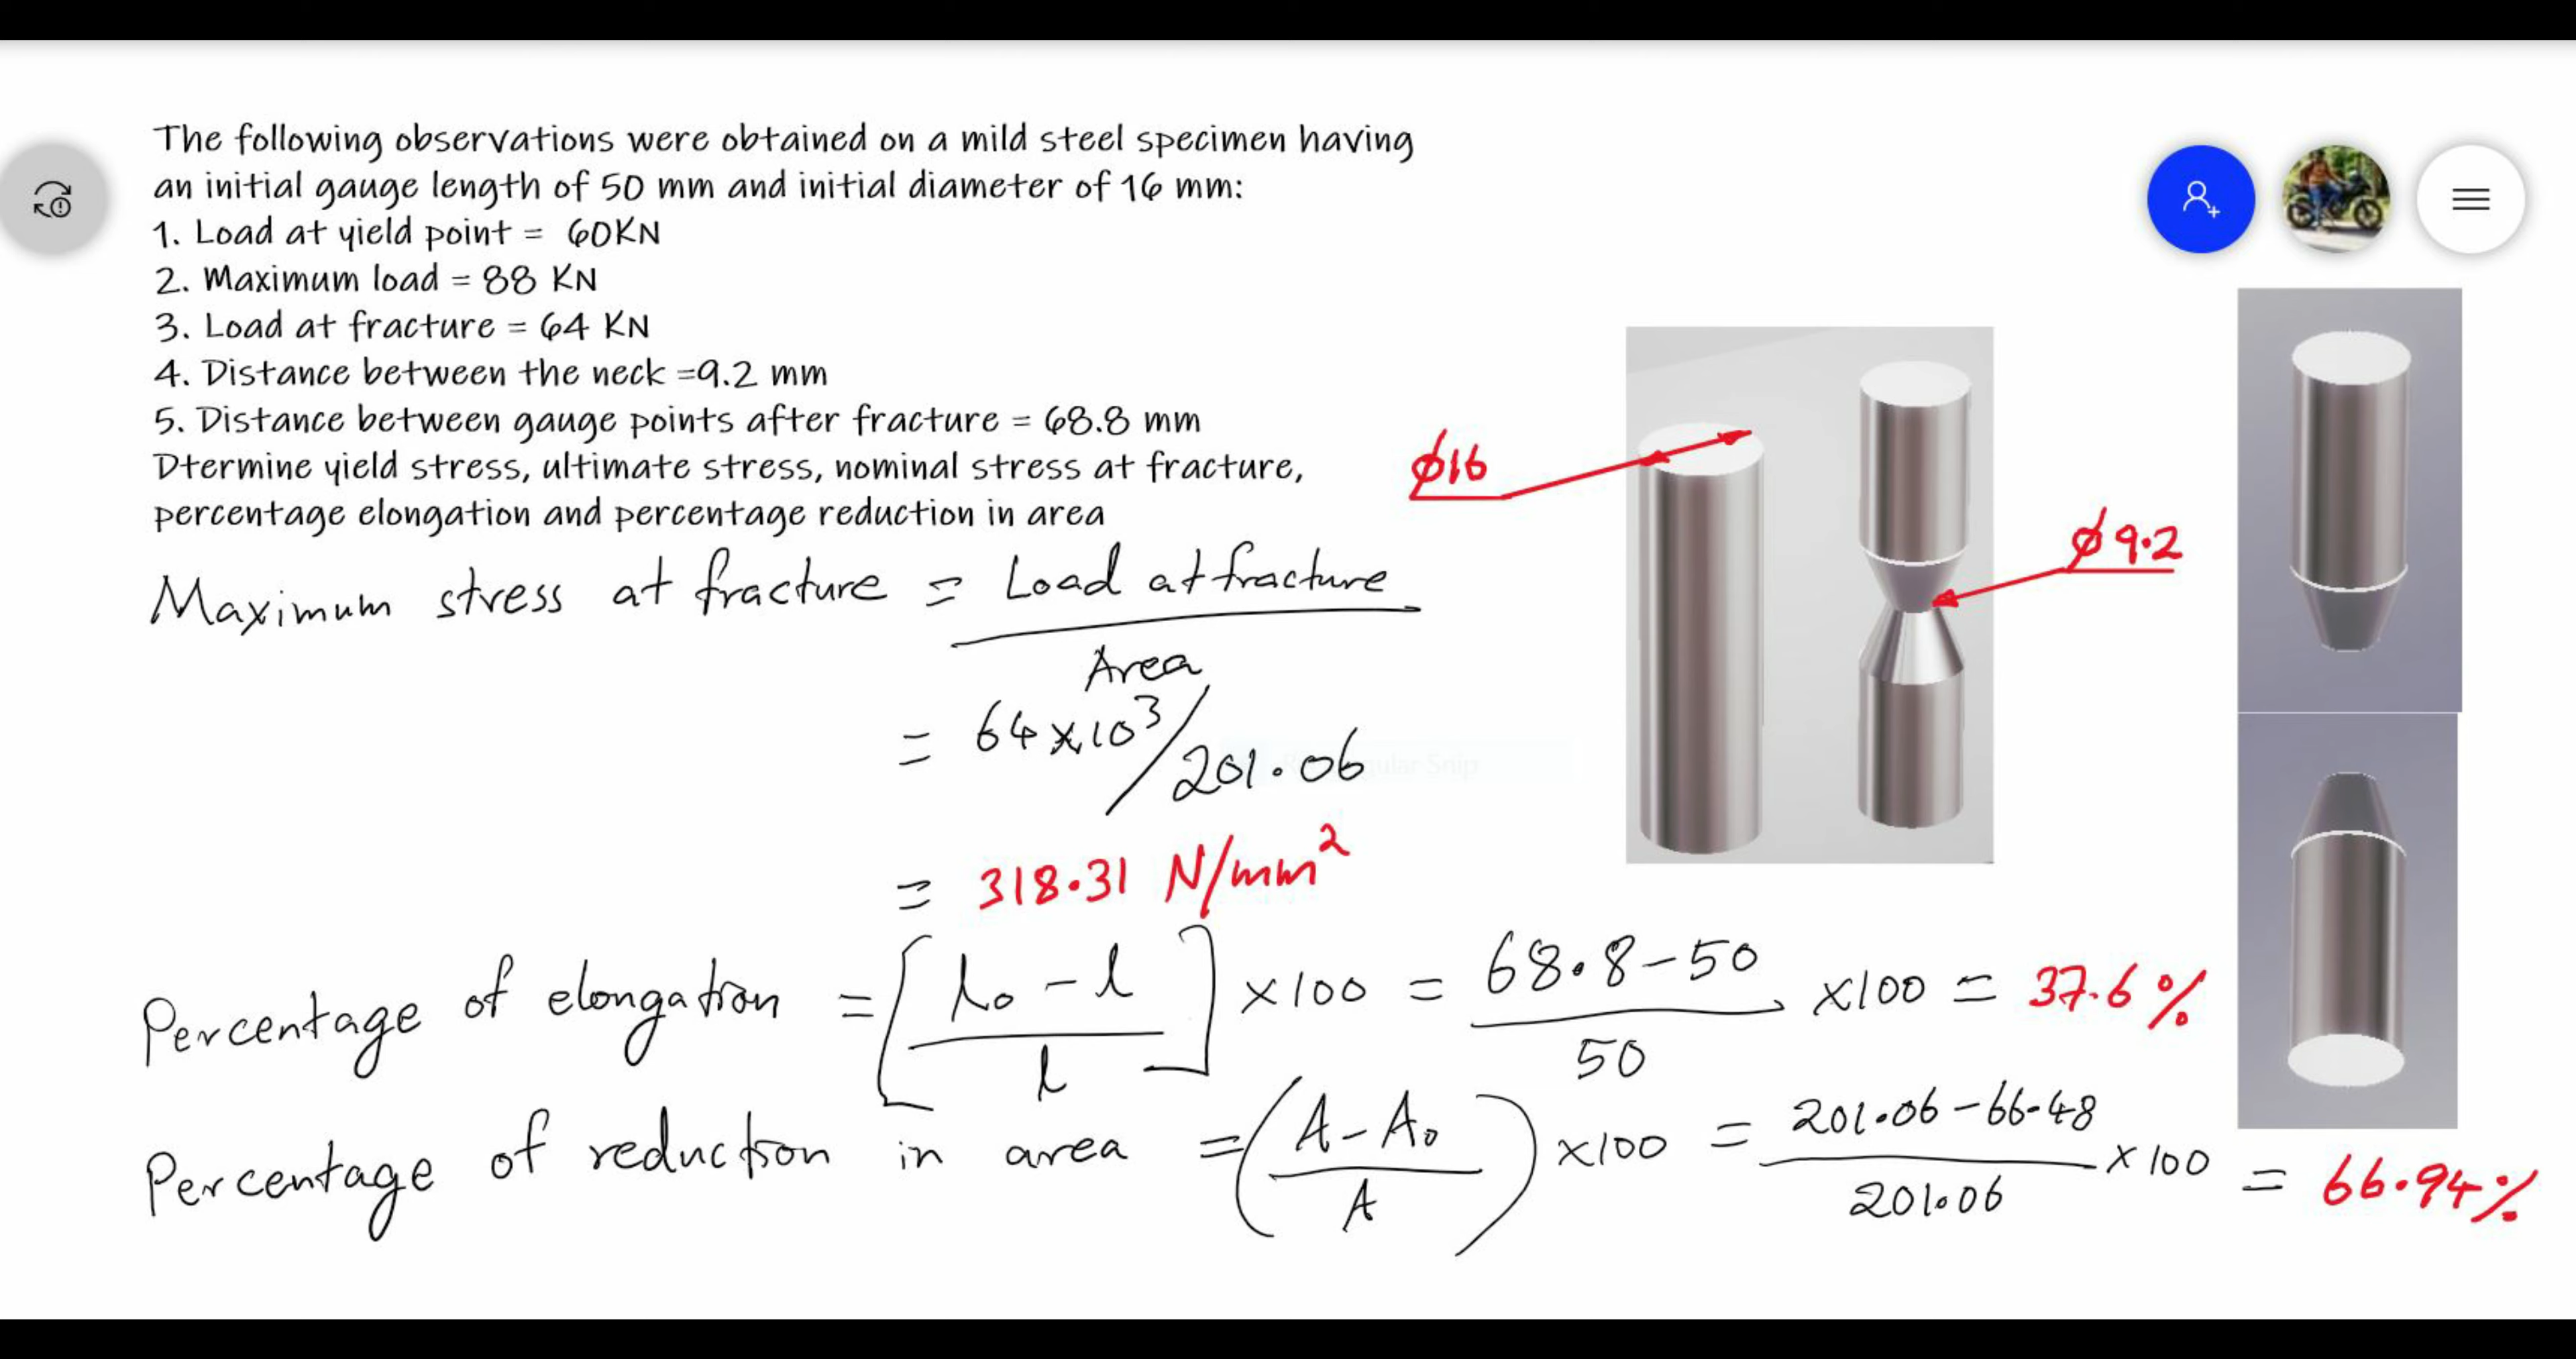 The following observations were obtained on a mild steel specimen having
an initial gauge length of 50 mm and initial diameter of 16 mm:
1. Load at yield point = 60KN
2. Maximum load = 88 KN
3. Load at fracture = 64 KN
4. Distance between the neck =9.2 mm
5. Distance between gauge points after fracture = 68.8 mm
Dtermine yield stress, ultimate stress, nominal stress at fracture,
percentage elongation and percentage reduction in area
ϕ16
ϕ9.2
Maximum stress at fracture = Load at fracture / Area
= 64×10³/201.06
= 318.31 N/mm²
Percentage of elongation = [l₀ - l / l] ×100 = 68.8-50 / 50 ×100 = 37.6%
Percentage of reduction in area = (A-A₀ / A) ×100 = 201.06-66.48 / 201.06 ×100 = 66.94%